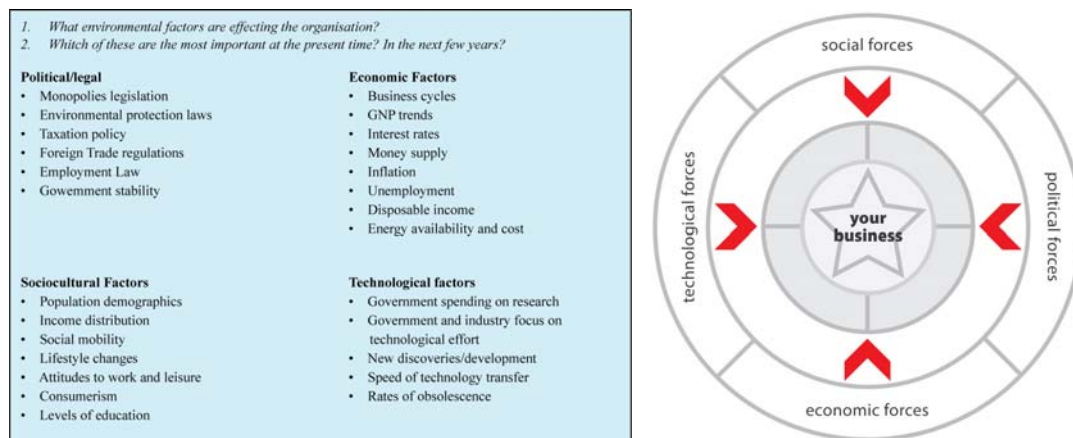 1. What environmental factors are effecting the organisation?
2. Which of these are the most important at the present time? In the next few years?
Political/legal
• Monopolies legislation
• Environmental protection laws
• Taxation policy
• Foreign Trade regulations
• Employment Law
• Gowemment stability
Economic Factors
• Business cycles
• GNP trends
• Interest rates
• Money supply
• Inflation
• Unemployment
• Disposable income
• Energy availability and cost
Sociocultural Factors
• Population demographics
• Income distribution
• Social mobility
• Lifestyle changes
• Attitudes to work and leisure
• Consumerism
• Levels of education
Technological factors
• Government spending on research
• Government and industry focus on
technological effort
• New discoveries/development
• Speed of technology transfer
• Rates of obsolescence
social forces
technological forces
your
business
political forces
economic forces